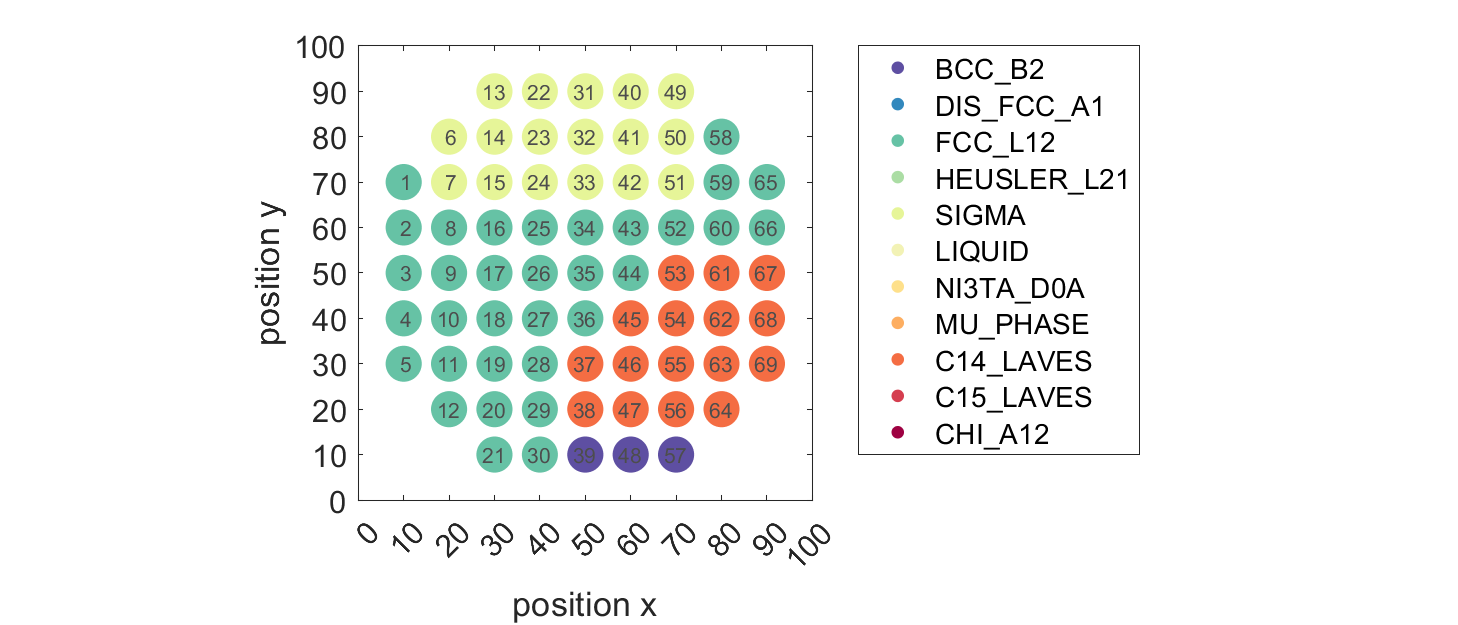 100
90
80
70
60
50
40
30
20
10
0
position y
13 22 31 40 49
6 14 23 32 41 50 58
1 7 15 24 33 42 51 59 65
2 8 16 25 34 43 52 60 66
3 9 17 26 35 44 53 61 67
4 10 18 27 36 45 54 62 68
5 11 19 28 37 46 55 63 69
12 20 29 38 47 56 64
21 30 39 48 57
0 10 20 30 40 50 60 70 80 90 100
position x
BCC_B2
DIS_FCC_A1
FCC_L12
HEUSLER_L21
SIGMA
LIQUID
NI3TA_D0A
MU_PHASE
C14_LAVES
C15_LAVES
CHI_A12